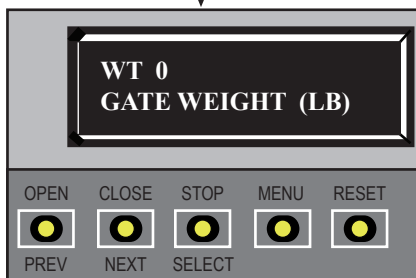 WT 0
GATE WEIGHT (LB)
OPEN CLOSE STOP MENU RESET
PREV NEXT SELECT